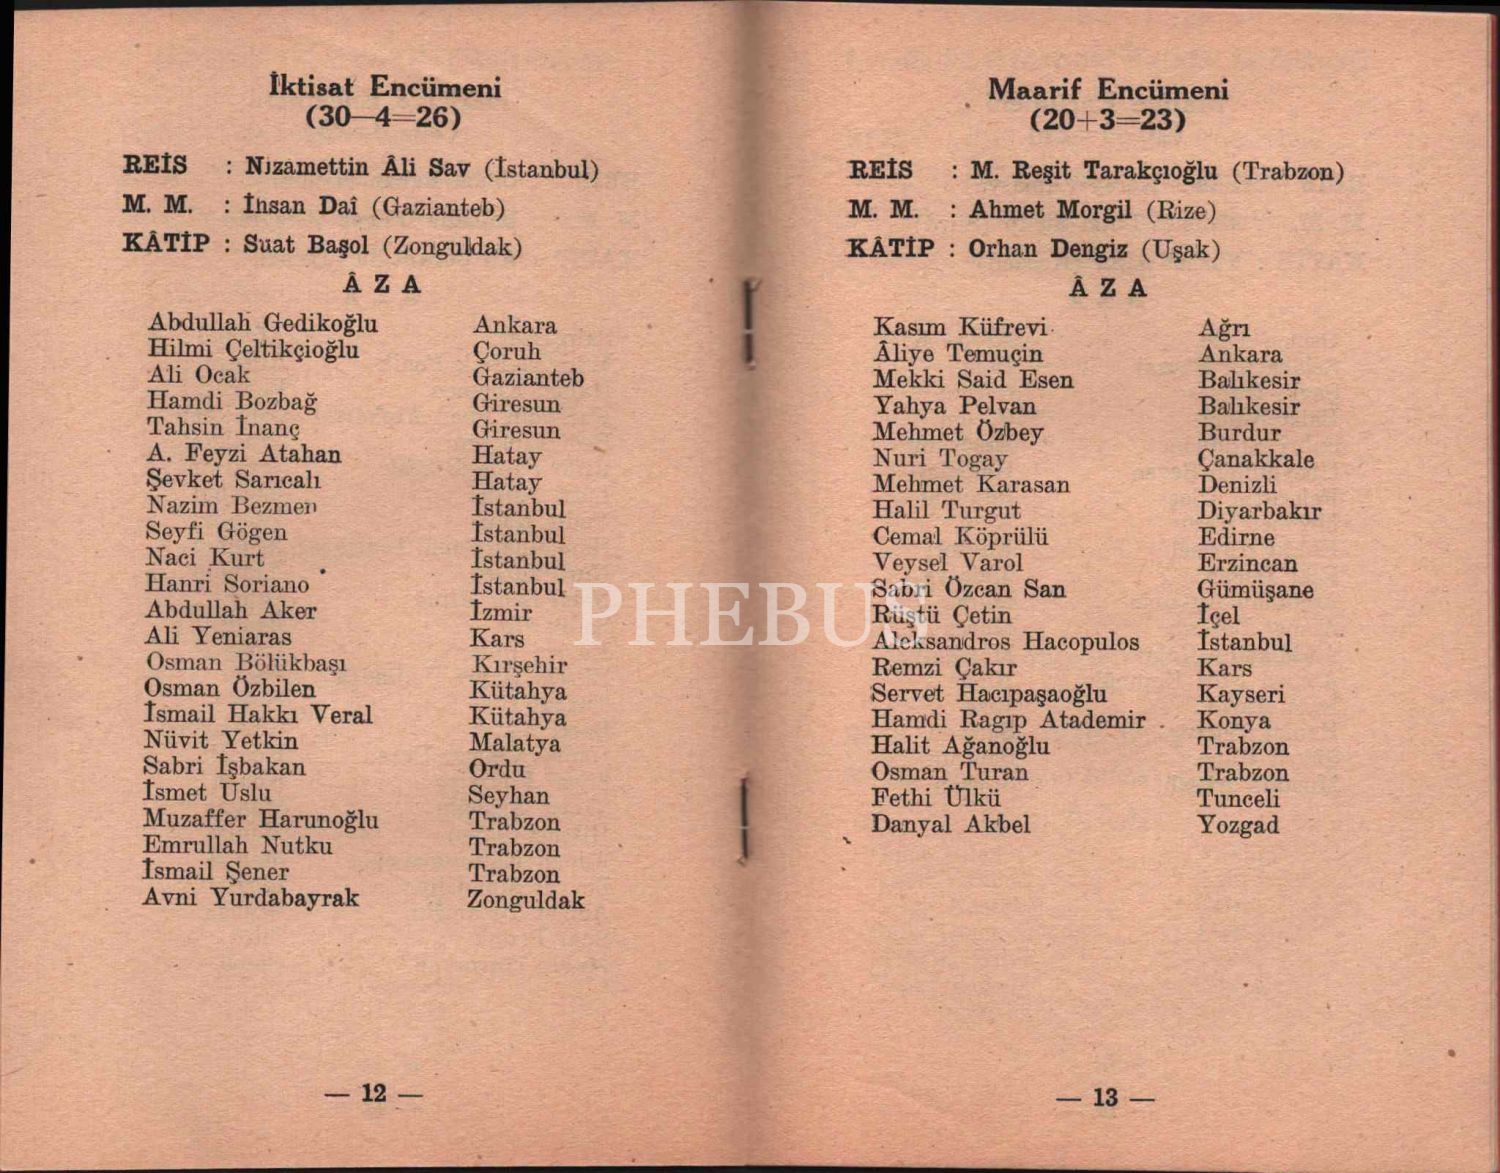 İktisat Encümeni
(30—4=26)
REİS : Nizamettin Âli Sav (İstanbul)
M. M. : İhsan Daî (Gazianteb)
KÂTİP : Suat Başol (Zonguldak)
ÂZA
Abdullah Gedikoğlu Ankara
Hilmi Çeltikçioğlu Çoruh
Ali Ocak Gazianteb
Hamdi Bozbağ Giresun
Tahsin İnanç Giresun
A. Feyzi Atahan Hatay
Şevket Sarıcalı Hatay
Nazim Bezmen İstanbul
Seyfi Gögen İstanbul
Naci Kurt İstanbul
Hanri Soriano İstanbul
Abdullah Aker İzmir
Ali Yeniaras Kars
Osman Bölükbaşı Kırşehir
Osman Özbilen Kütahya
İsmail Hakkı Veral Kütahya
Nüvit Yetkin Malatya
Sabri İşbakan Ordu
İsmet Uslu Seyhan
Muzaffer Harunoğlu Trabzon
Emrullah Nutku Trabzon
İsmail Şener Trabzon
Avni Yurdabayrak Zonguldak
— 12 —
Maarif Encümeni
(20+3=23)
REİS : M. Reşit Tarakçıoğlu (Trabzon)
M. M. : Ahmet Morgil (Rize)
KÂTİP : Orhan Dengiz (Uşak)
ÂZA
Kasım Küfrevi Ağrı
Âliye Temuçin Ankara
Mekki Said Esen Balıkesir
Yahya Pelvan Balıkesir
Mehmet Özbey Burdur
Nuri Togay Çanakkale
Mehmet Karasan Denizli
Halil Turgut Diyarbakır
Cemal Köprülü Edirne
Veysel Varol Erzincan
Sabri Özcan San Gümüşane
Rüştü Çetin İçel
Aleksandros Hacopulos İstanbul
Remzi Çakır Kars
Servet Hacıpaşaoğlu Kayseri
Hamdi Ragıp Atademir Konya
Halit Ağanoğlu Trabzon
Osman Turan Trabzon
Fethi Ülkü Tunceli
Danyal Akbel Yozgad
— 13 —
PHEBUS